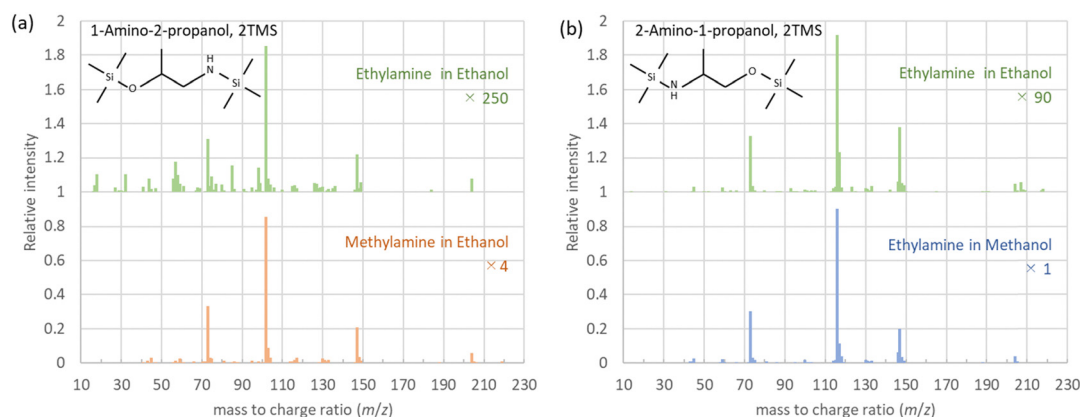 (a)
1-Amino-2-propanol, 2TMS
Ethylamine in Ethanol
× 250
Methylamine in Ethanol
× 4
Si
O
H
N
Si
Relative intensity
2
1.8
1.6
1.4
1.2
1
0.8
0.6
0.4
0.2
0
10 30 50 70 90 110 130 150 170 190 210 230
mass to charge ratio (m/z)
(b)
2-Amino-1-propanol, 2TMS
Ethylamine in Ethanol
× 90
Ethylamine in Methanol
× 1
Si
N
H
O
Si
Relative intensity
2
1.8
1.6
1.4
1.2
1
0.8
0.6
0.4
0.2
0
10 30 50 70 90 110 130 150 170 190 210 230
mass to charge ratio (m/z)